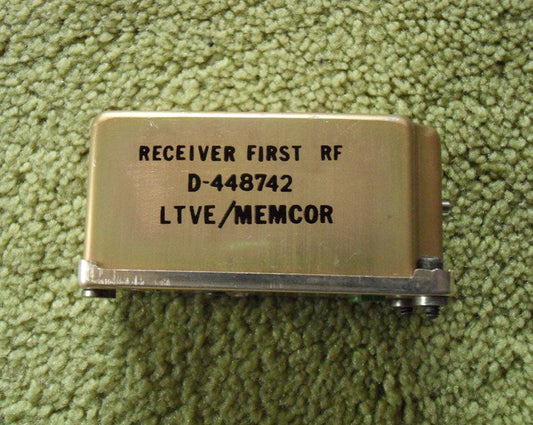 RECEIVER FIRST RF
D-448742
LTVE/MEMCOR